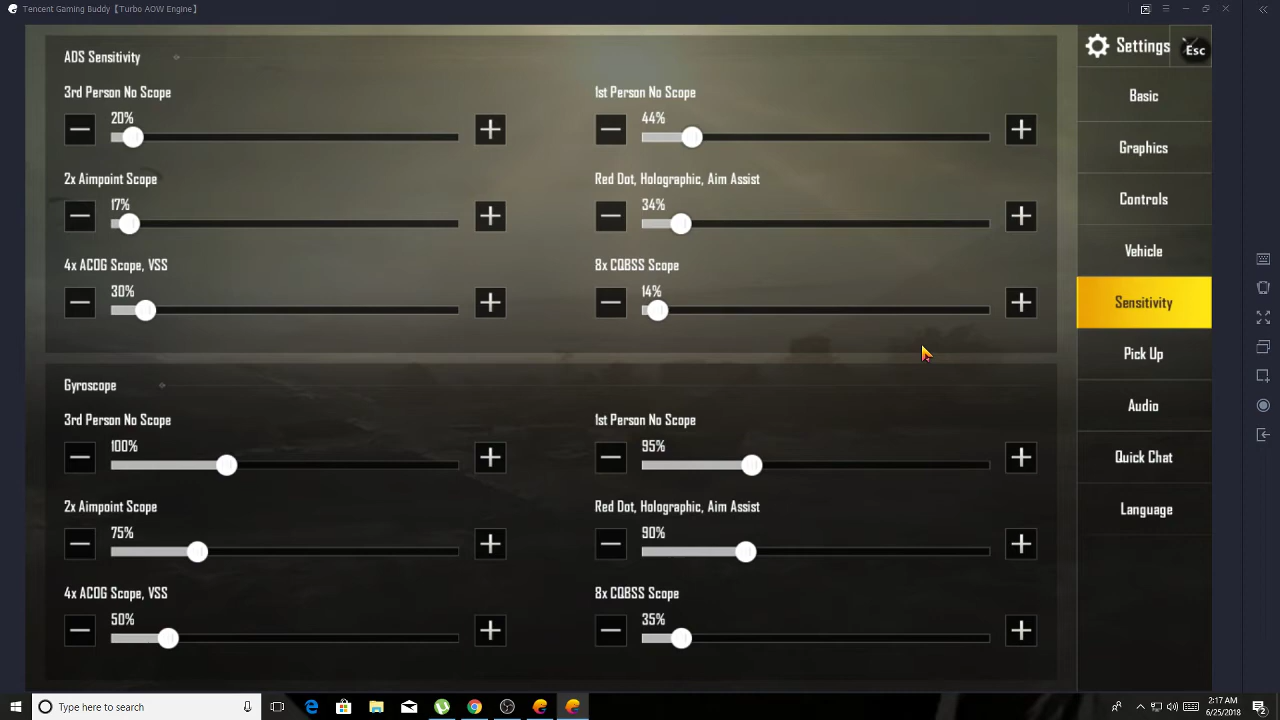 Tencent Gaming Buddy【Turbo AOW Engine】
Settings
Esc
ADS Sensitivity
3rd Person No Scope
20%
1st Person No Scope
44%
2x Aimpoint Scope
17%
Red Dot, Holographic, Aim Assist
34%
4x ACOG Scope, VSS
30%
8x CQBSS Scope
14%
Gyroscope
3rd Person No Scope
100%
1st Person No Scope
95%
2x Aimpoint Scope
75%
Red Dot, Holographic, Aim Assist
90%
4x ACOG Scope, VSS
50%
8x CQBSS Scope
35%
Basic
Graphics
Controls
Vehicle
Sensitivity
Pick Up
Audio
Quick Chat
Language
Type here to search
2:17 AM
6/25/2018